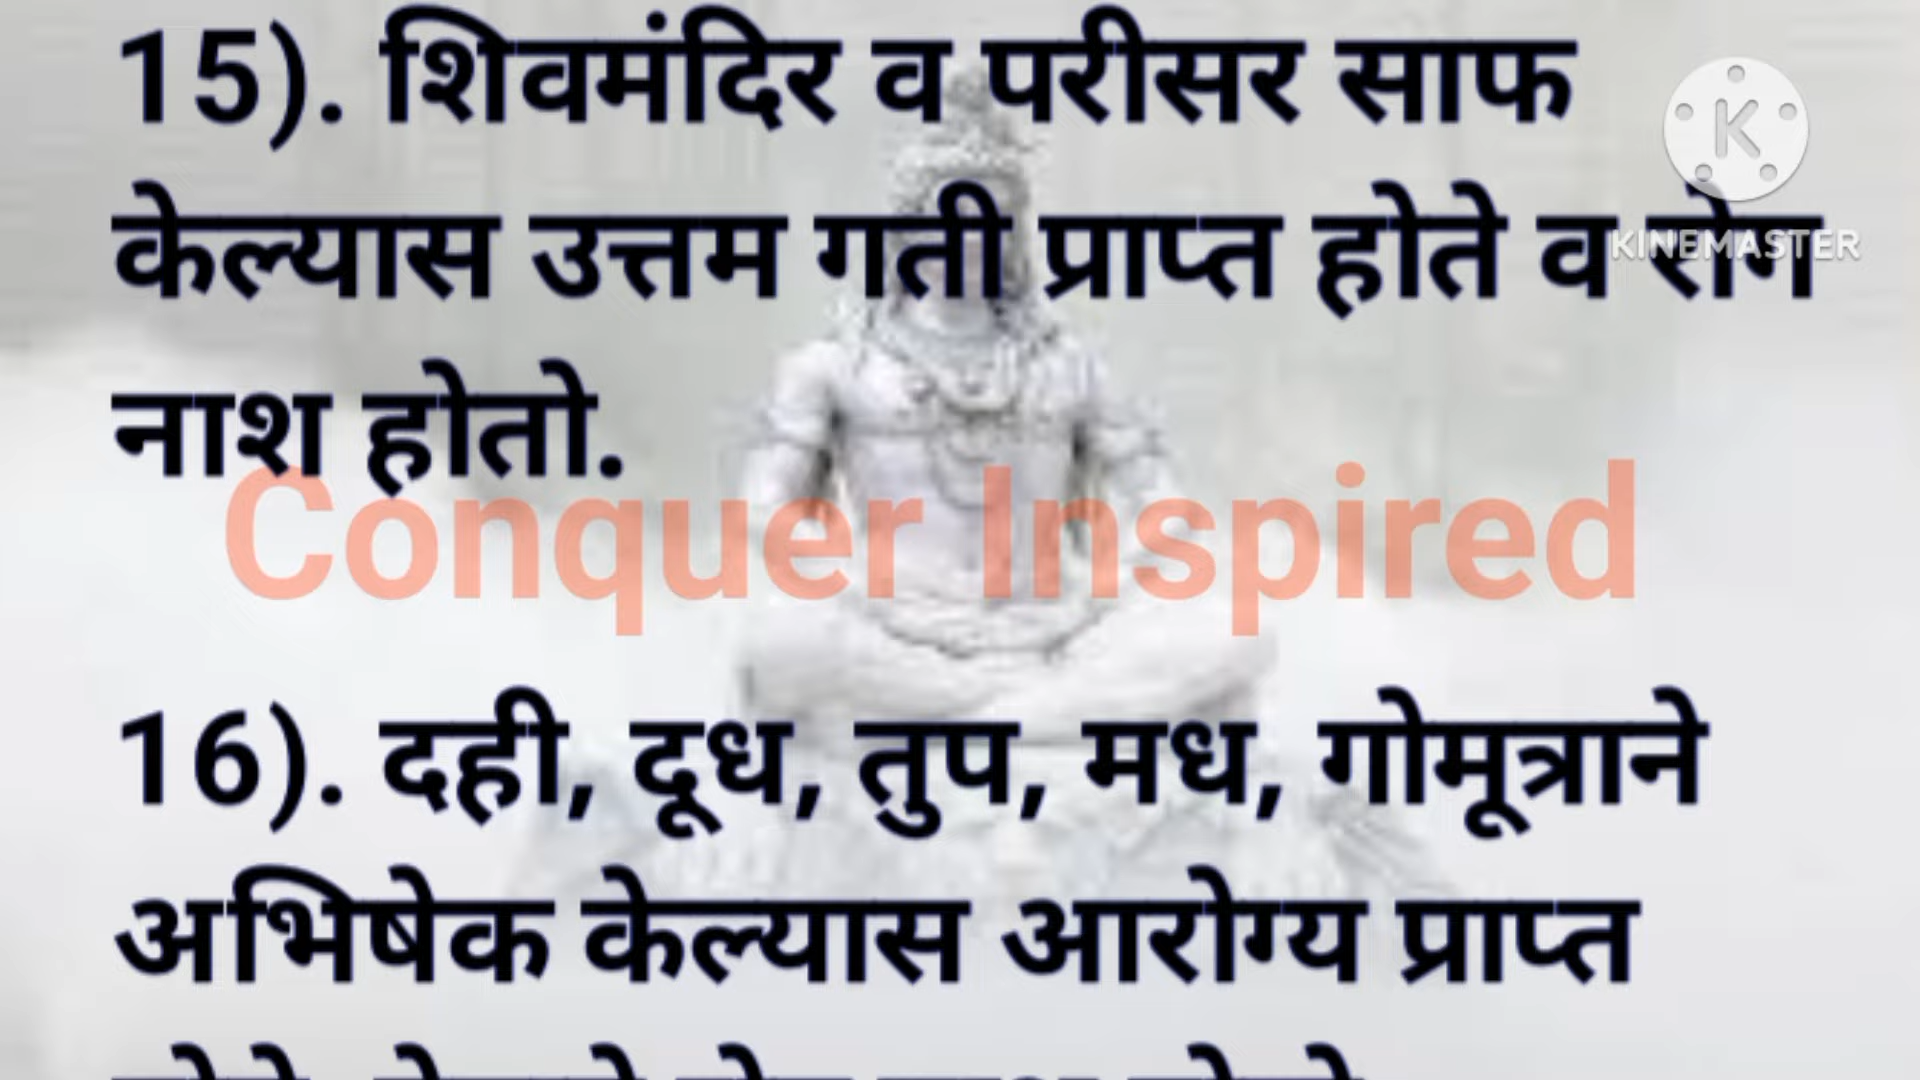 15). शिवमंदिर व परीसर साफ
केल्यास उत्तम गती प्राप्त होते व रोग
KINEMASTER
नाश होतो.
Conquer Inspired
16). दही, दूध, तुप, मध, गोमूत्राने
अभिषेक केल्यास आरोग्य प्राप्त